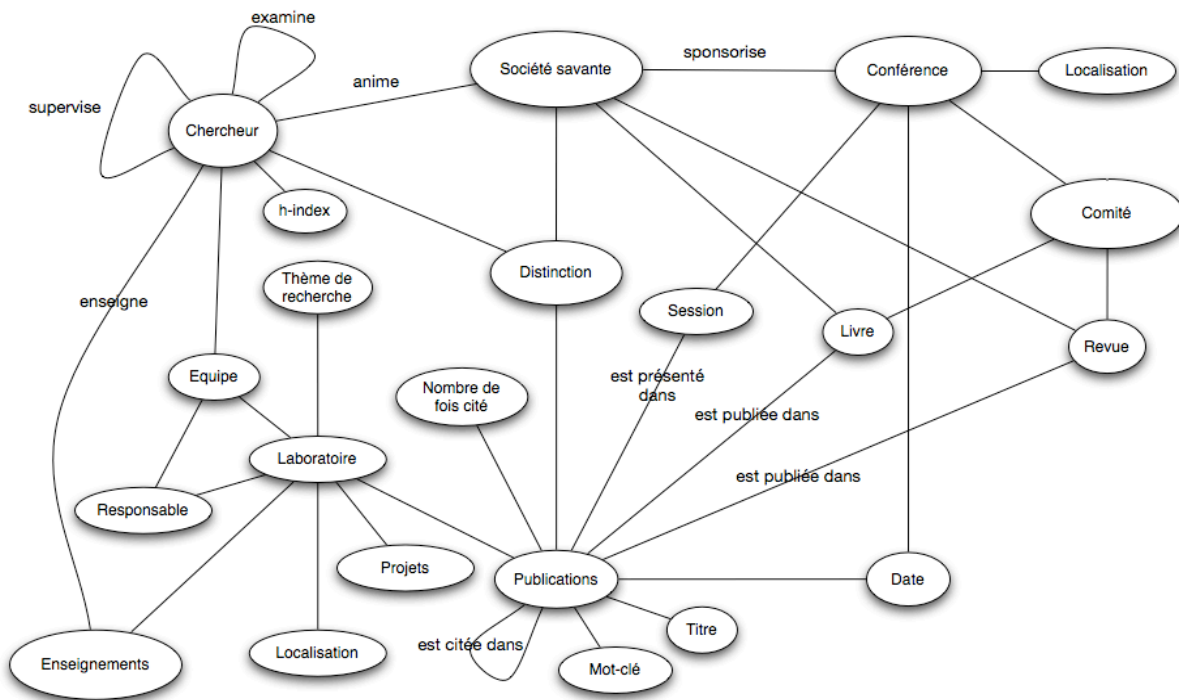 examine
sponsorise
Société savante
Conférence
Localisation
anime
supervise
Chercheur
h-index
Comité
Distinction
Thème de
recherche
enseigne
Session
Livre
Revue
Equipe
est présenté
dans
Nombre de
fois cité
est publiée dans
Laboratoire
est publiée dans
Responsable
Projets
Publications
Date
Titre
est citée dans
Enseignements
Localisation
Mot-clé